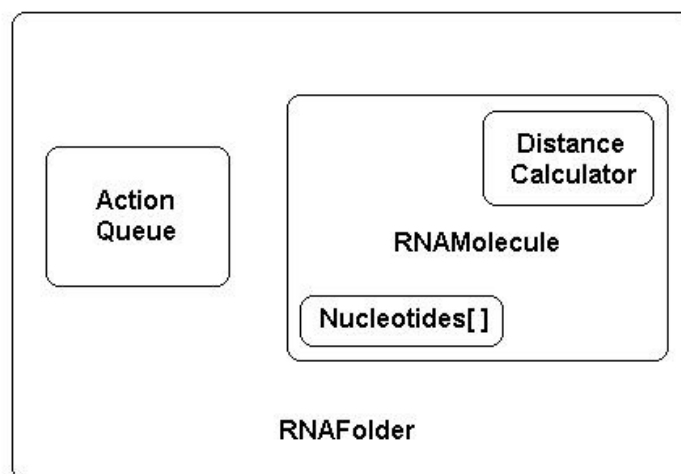 Distance
Calculator
Action
Queue
RNAMolecule
Nucleotides[]
RNAFolder